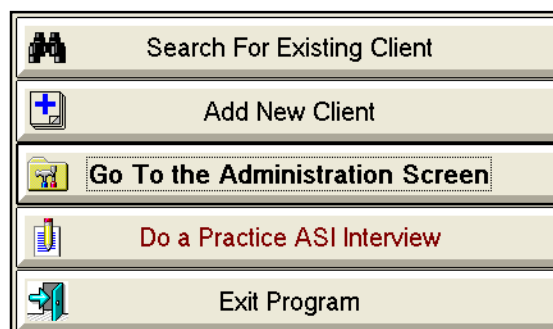 Search For Existing Client
Add New Client
Go To the Administration Screen
Do a Practice ASI Interview
Exit Program